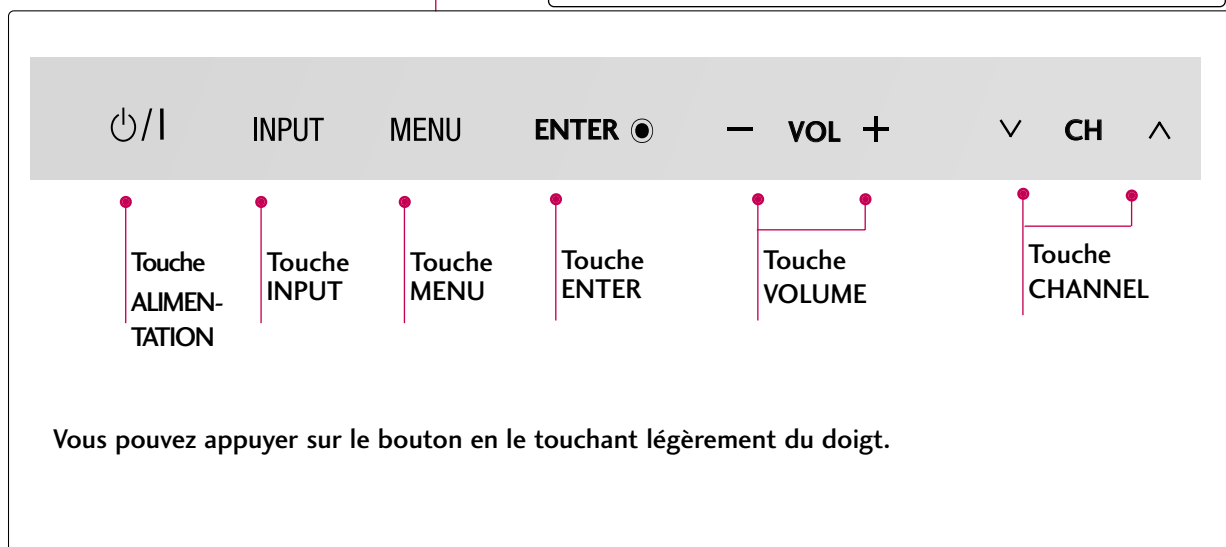 ⏻/I INPUT MENU ENTER ◉ − VOL + ∨ CH ∧
Touche
ALIMEN-
TATION
Touche
INPUT
Touche
MENU
Touche
ENTER
Touche
VOLUME
Touche
CHANNEL
Vous pouvez appuyer sur le bouton en le touchant légèrement du doigt.